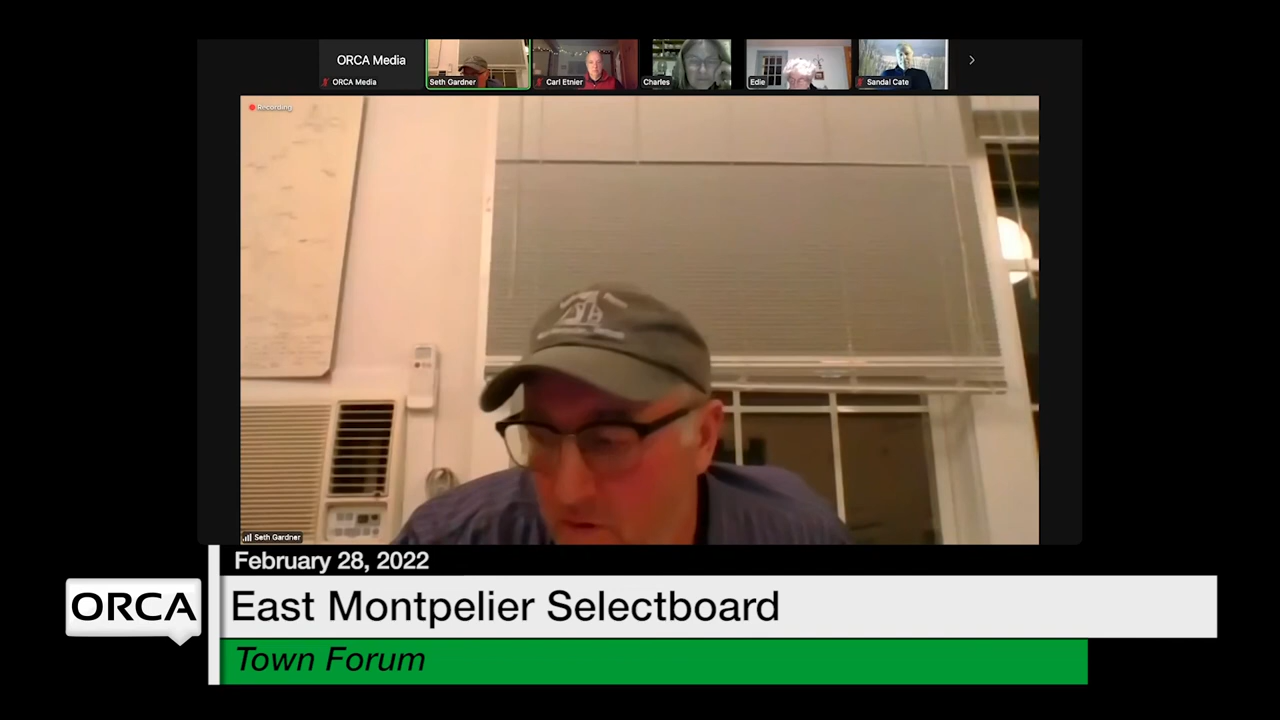 ORCA Media
ORCA Media
Seth Gardner
Carl Etnier
Charles
Edie
Sandal Cate
Recording
Seth Gardner
February 28, 2022
ORCA
East Montpelier Selectboard
Town Forum